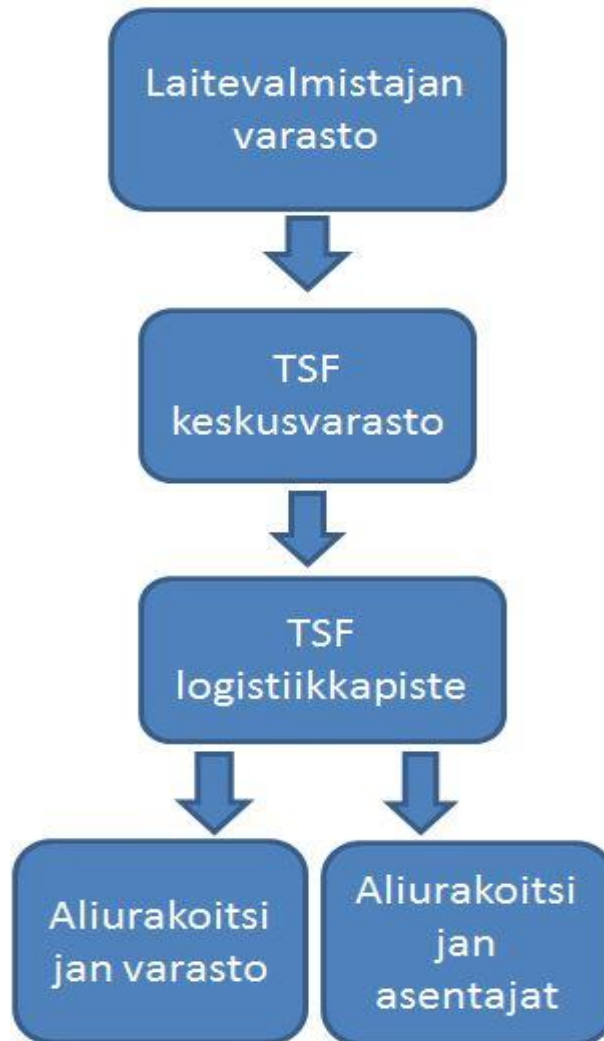 Laitevalmistajan
varasto
TSF
keskusvarasto
TSF
logistiikkapiste
Aliurakoitsi
jan varasto
Aliurakoitsi
jan
asentajat